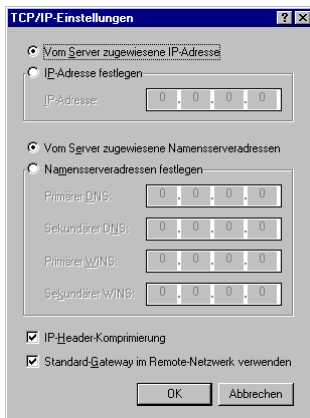 TCP/IP-Einstellungen
Vom Server zugewiesene IP-Adresse
IP-Adresse festlegen
IP-Adresse: 0 . 0 . 0 . 0
Vom Server zugewiesene Namensserveradressen
Namensserveradressen festlegen
Primärer DNS: 0 . 0 . 0 . 0
Sekundärer DNS: 0 . 0 . 0 . 0
Primärer WINS: 0 . 0 . 0 . 0
Sekundärer WINS: 0 . 0 . 0 . 0
IP-Header-Komprimierung
Standard-Gateway im Remote-Netzwerk verwenden
OK Abbrechen